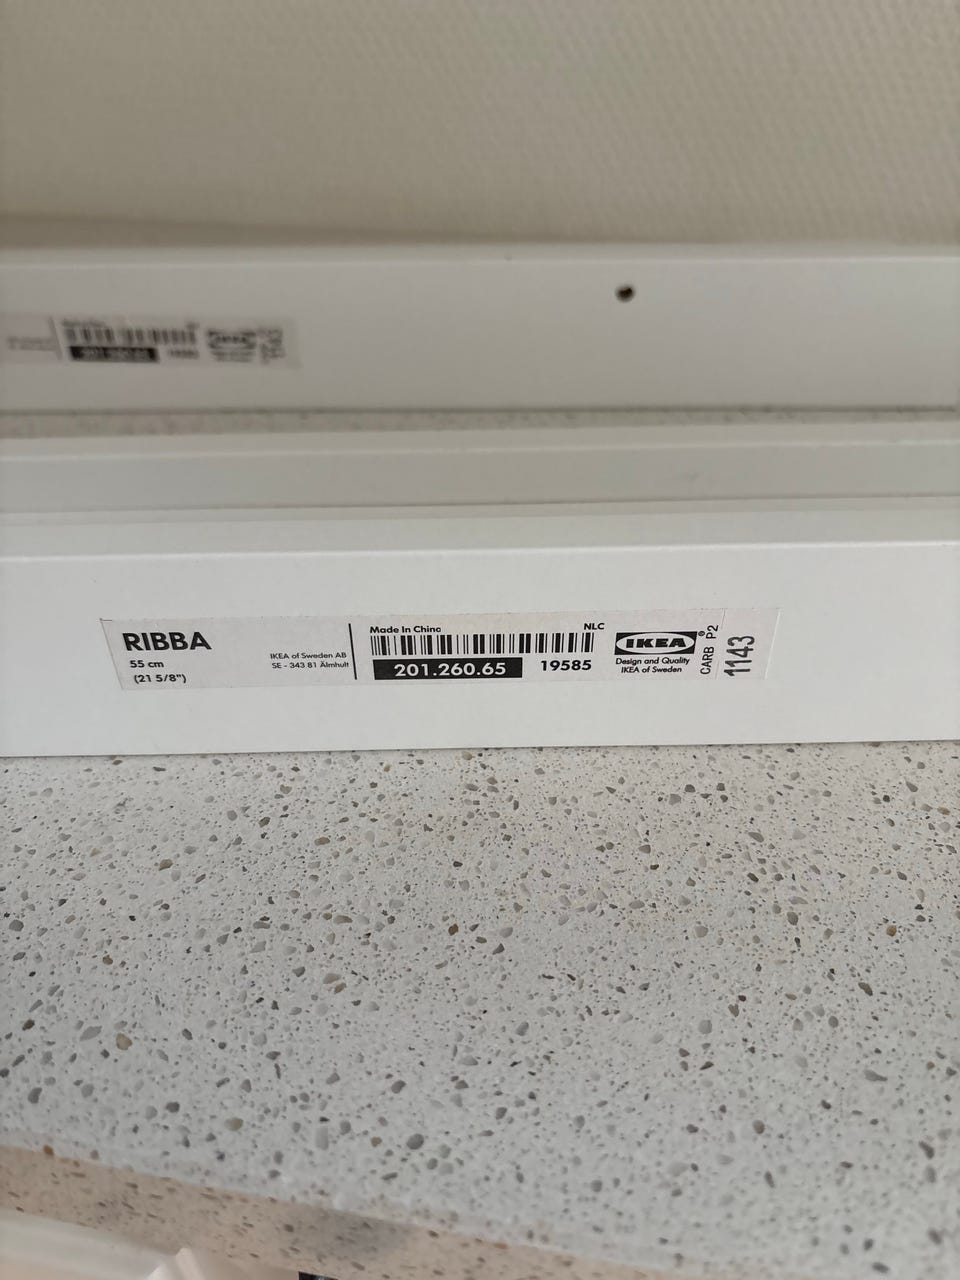 RIBBA
55 cm
(21 5/8")
IKEA of Sweden AB
SE - 343 81 Älmhult
Made In China
NLC
201.260.65
19585
IKEA®
Design and Quality
IKEA of Sweden
CARB P2
1143